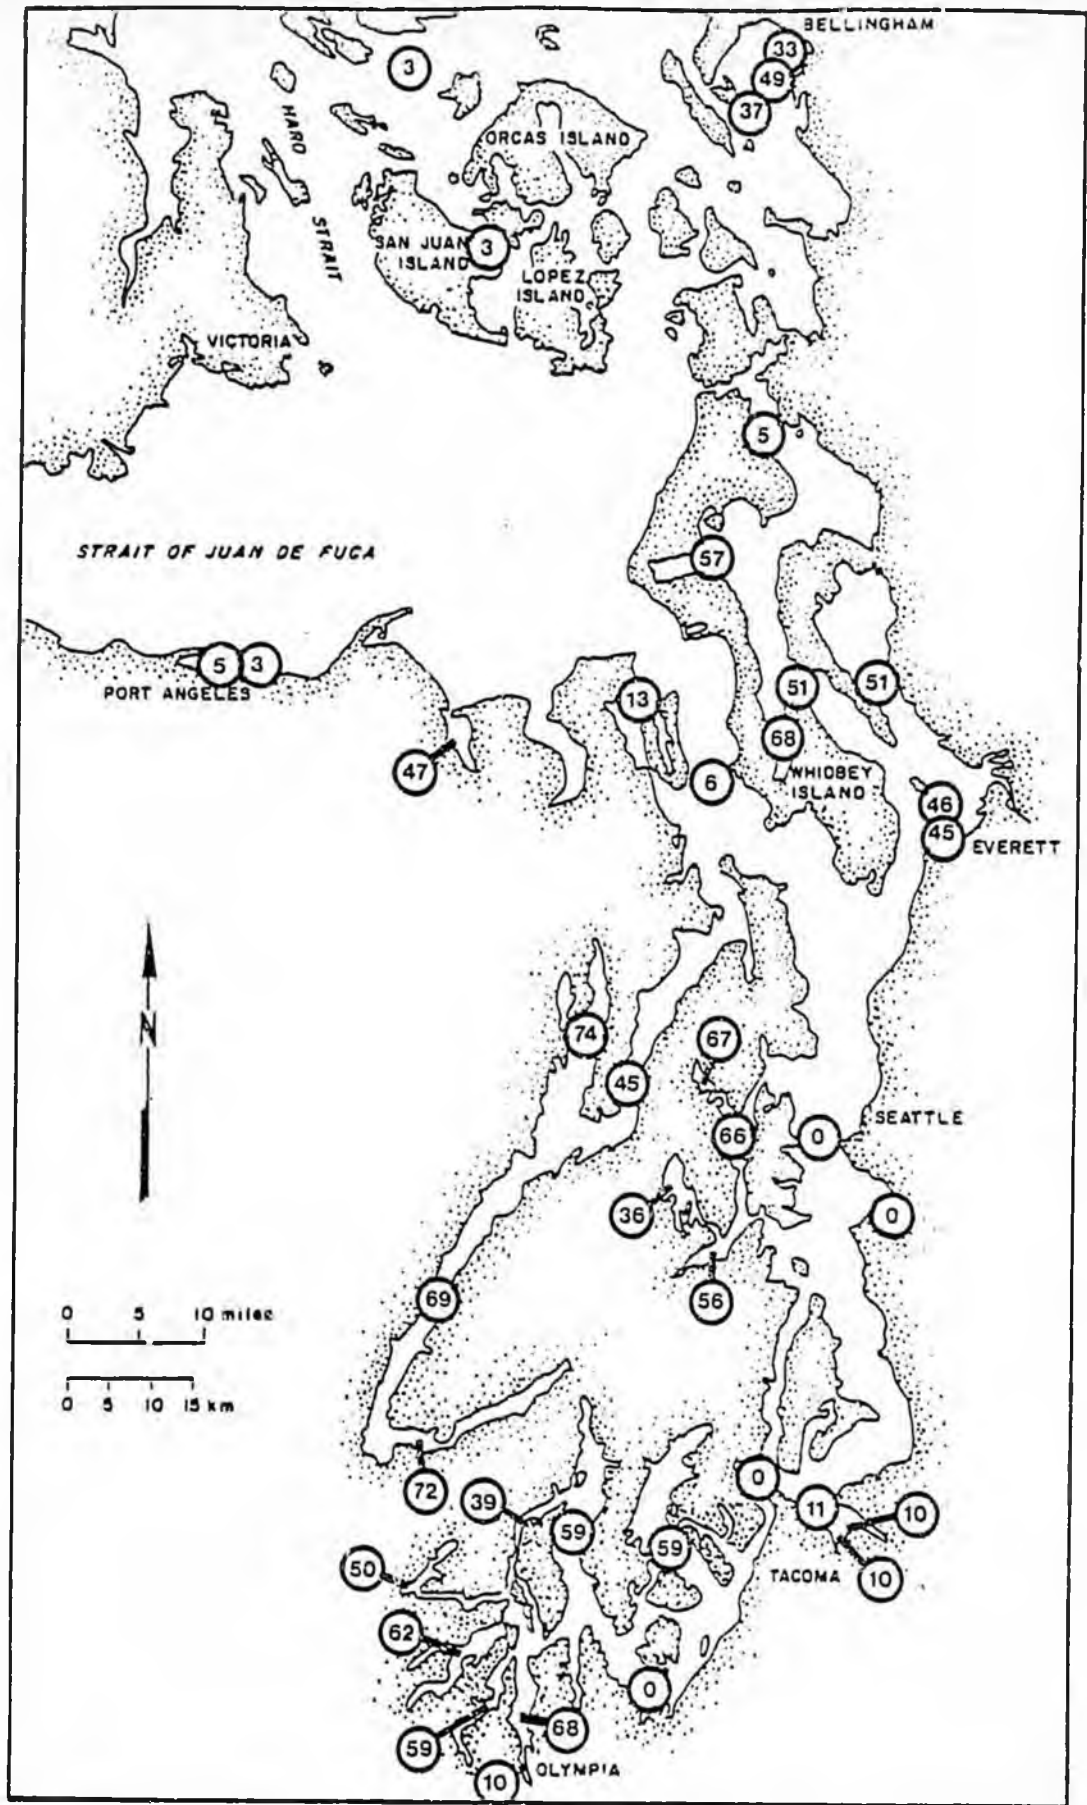 BELLINGHAM
33
3
49
37
HARO
STRAIT
ORCAS ISLAND
SAN JUAN
ISLAND
3
LOPEZ
ISLAND
VICTORIA
5
STRAIT OF JUAN DE FUCA
57
5
3
PORT ANGELES
51
51
13
68
47
6
WHIDBEY
ISLAND
46
45
EVERETT
N
74
67
45
SEATTLE
66
0
36
0
56
69
0 5 10 miles
0 5 10 15 km
0
72
39
11
10
59
59
50
TACOMA
10
62
0
68
59
OLYMPIA
10